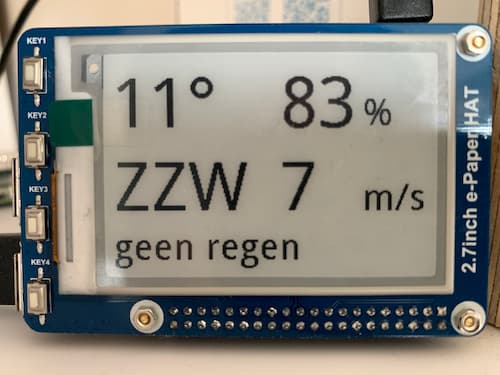 KEY1
KEY2
KEY3
KEY4
11° 83 %
ZZW 7 m/s
geen regen
2.7inch e-Paper HAT